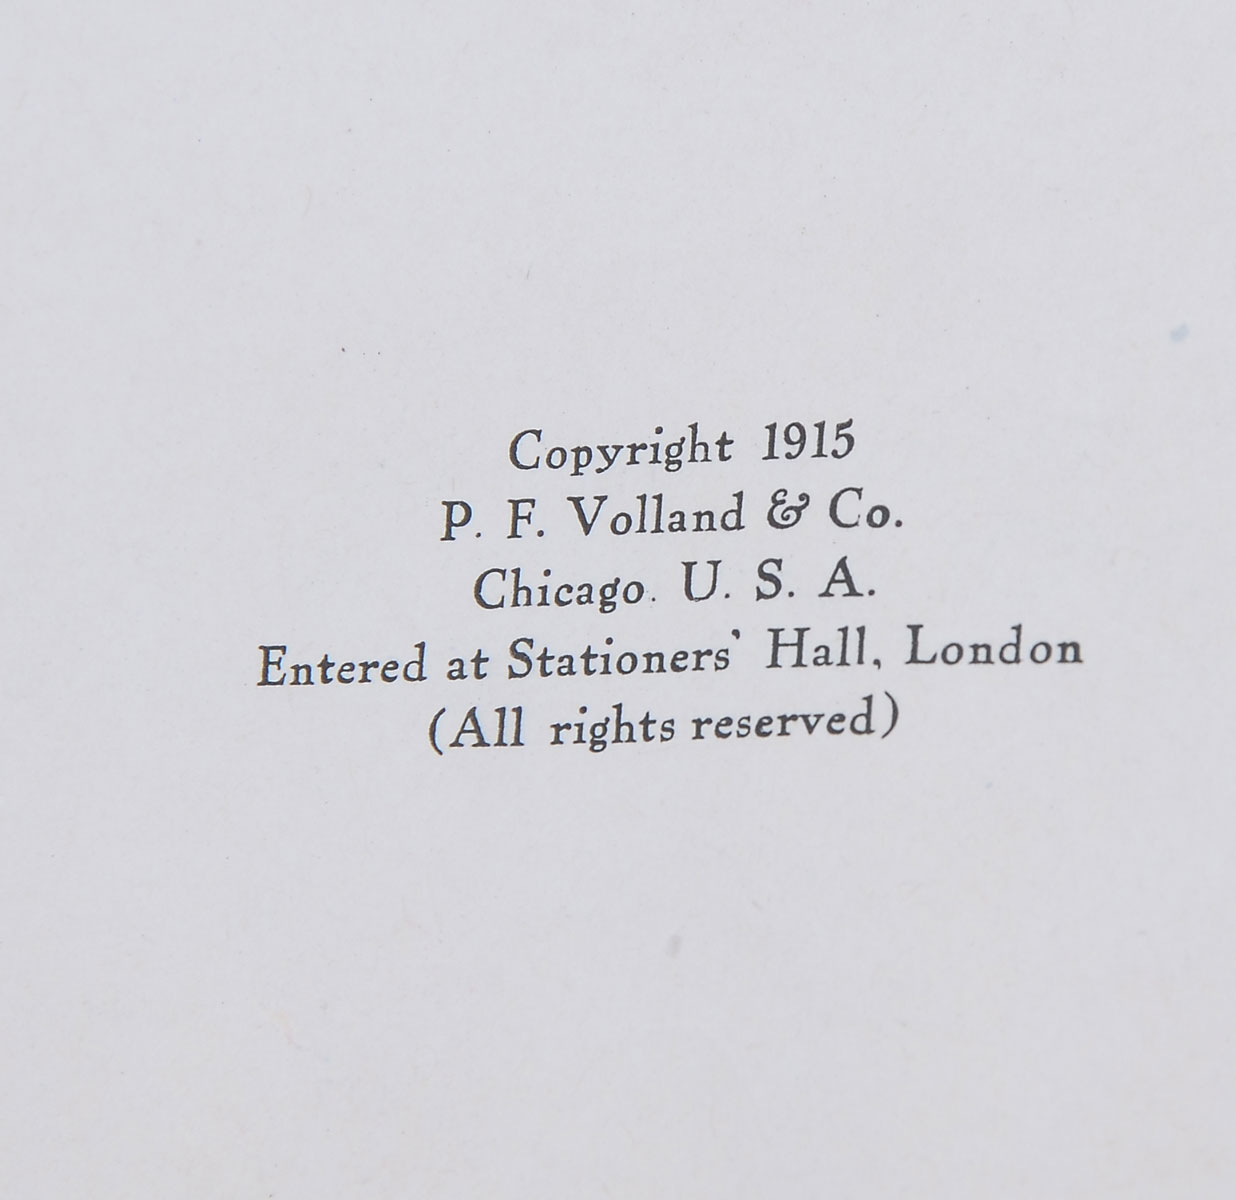 Copyright 1915
P. F. Volland & Co.
Chicago. U. S. A.
Entered at Stationers' Hall, London
(All rights reserved)